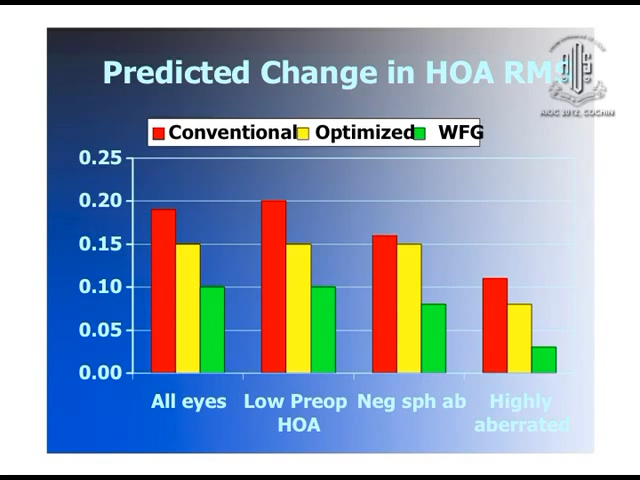 Predicted Change in HOA RMS
AIOC 2012, COCHIN
Conventional Optimized WFG
0.25
0.20
0.15
0.10
0.05
0.00
All eyes Low Preop HOA Neg sph ab Highly aberrated